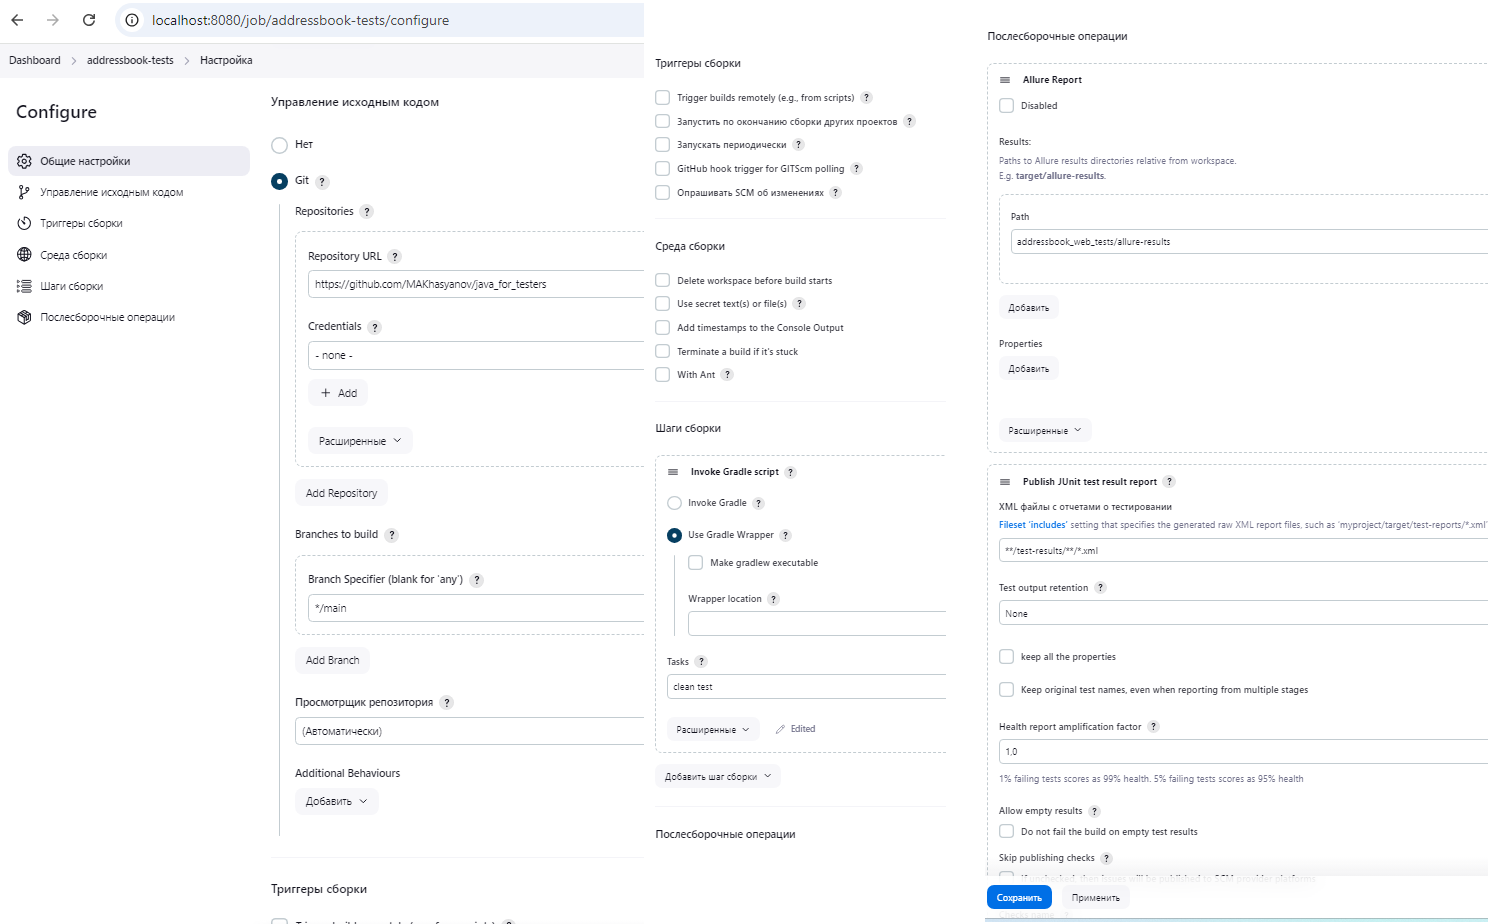 localhost:8080/job/addressbook-tests/configure
Dashboard > addressbook-tests > Настройка
Configure
Общие настройки
Управление исходным кодом
Триггеры сборки
Среда сборки
Шаги сборки
Послесборочные операции
Управление исходным кодом
Нет
Git ?
Repositories ?
Repository URL ?
https://github.com/MAKhasyanov/java_for_testers
Credentials ?
- none -
+ Add
Расширенные
Add Repository
Branches to build ?
Branch Specifier (blank for 'any') ?
*/main
Add Branch
Просмотрщик репозитория ?
(Автоматически)
Additional Behaviours
Добавить
Триггеры сборки
Триггеры сборки
Trigger builds remotely (e.g., from scripts) ?
Запустить по окончанию сборки других проектов ?
Запускать периодически ?
GitHub hook trigger for GITScm polling ?
Опрашивать SCM об изменениях ?
Среда сборки
Delete workspace before build starts
Use secret text(s) or file(s) ?
Add timestamps to the Console Output
Terminate a build if it's stuck
With Ant ?
Шаги сборки
Invoke Gradle script ?
Invoke Gradle ?
Use Gradle Wrapper ?
Make gradlew executable
Wrapper location ?
Tasks ?
clean test
Расширенные
Edited
Добавить шаг сборки
Послесборочные операции
Послесборочные операции
Allure Report
Disabled
Results:
Paths to Allure results directories relative from workspace.
E.g. target/allure-results.
Path
addressbook_web_tests/allure-results
Добавить
Properties
Добавить
Расширенные
Publish JUnit test result report ?
XML файлы с отчетами о тестировании
Fileset 'includes' setting that specifies the generated raw XML report files, such as 'myproject/target/test-reports/*.xml'
**/test-results/**/*.xml
Test output retention ?
None
keep all the properties
Keep original test names, even when reporting from multiple stages
Health report amplification factor ?
1.0
1% failing tests scores as 99% health. 5% failing tests scores as 95% health
Allow empty results ?
Do not fail the build on empty test results
Skip publishing checks ?
Сохранить
Применить